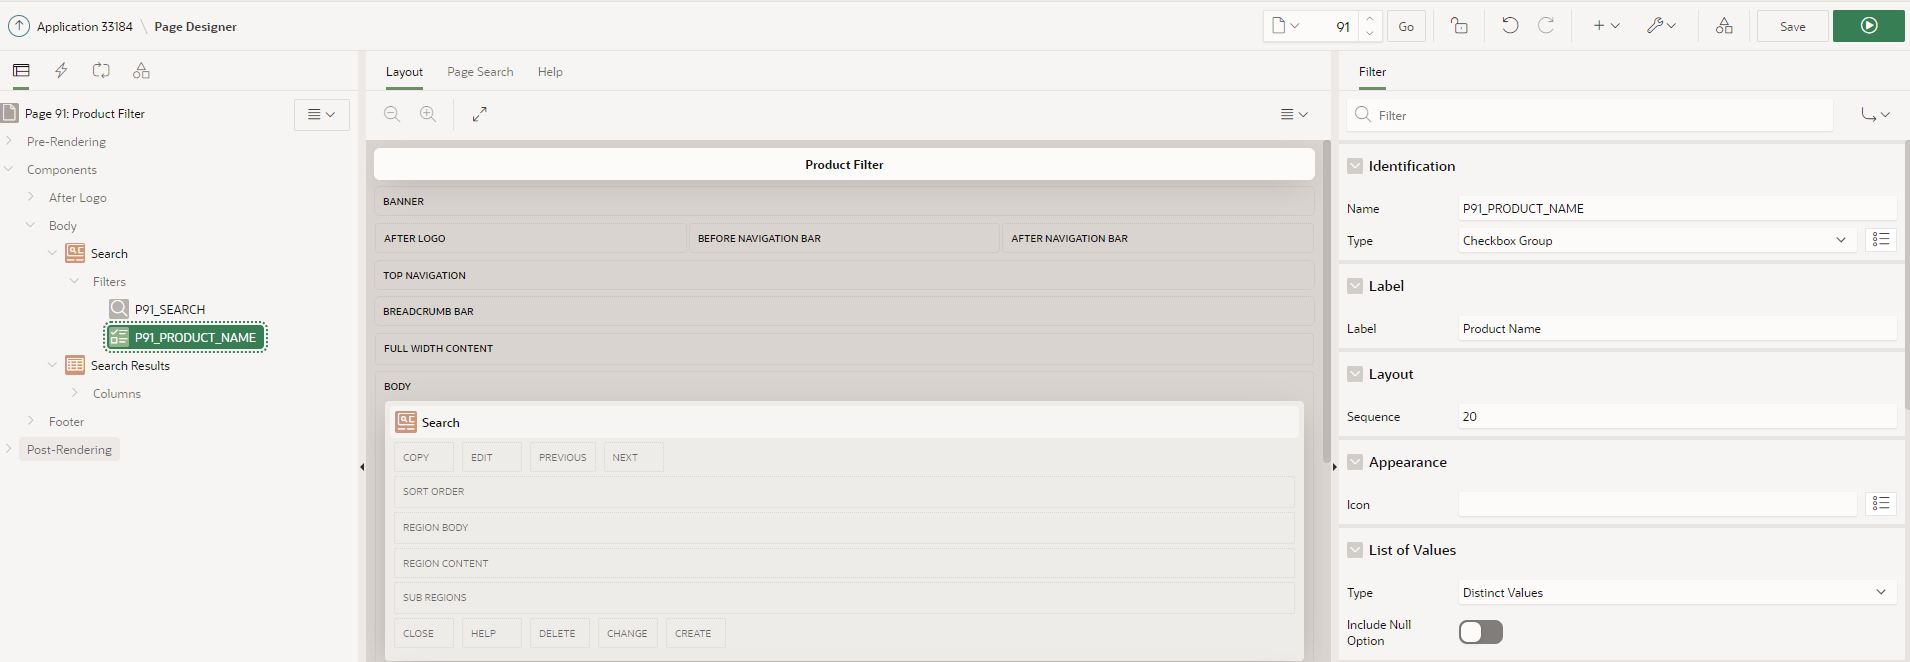 Application 33184 \ Page Designer
91
Go
Save
Page 91: Product Filter
Pre-Rendering
Components
After Logo
Body
Search
Filters
P91_SEARCH
P91_PRODUCT_NAME
Search Results
Columns
Footer
Post-Rendering
Layout
Page Search
Help
Product Filter
BANNER
AFTER LOGO
BEFORE NAVIGATION BAR
AFTER NAVIGATION BAR
TOP NAVIGATION
BREADCRUMB BAR
FULL WIDTH CONTENT
BODY
Search
COPY
EDIT
PREVIOUS
NEXT
SORT ORDER
REGION BODY
REGION CONTENT
SUB REGIONS
CLOSE
HELP
DELETE
CHANGE
CREATE
Filter
Filter
Identification
Name
P91_PRODUCT_NAME
Type
Checkbox Group
Label
Label
Product Name
Layout
Sequence
20
Appearance
Icon
List of Values
Type
Distinct Values
Include Null
Option